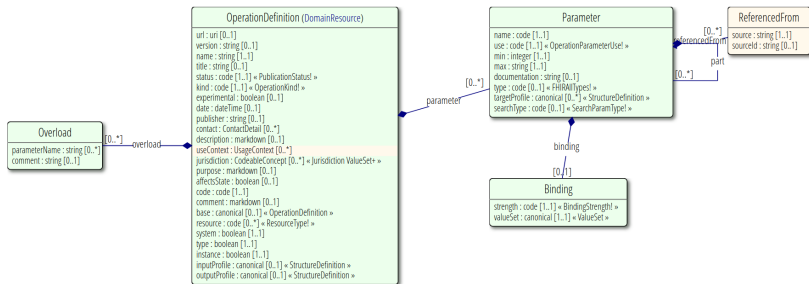 OperationDefinition (DomainResource)
url : uri [0..1]
version : string [0..1]
name : string [1..1]
title : string [0..1]
status : code [1..1] « PublicationStatus! »
kind : code [1..1] « OperationKind! »
experimental : boolean [0..1]
date : dateTime [0..1]
publisher : string [0..1]
contact : ContactDetail [0..*]
description : markdown [0..1]
useContext : UsageContext [0..*]
jurisdiction : CodeableConcept [0..*] « Jurisdiction ValueSet+ »
purpose : markdown [0..1]
affectsState : boolean [0..1]
code : code [1..1]
comment : markdown [0..1]
base : canonical [0..1] « OperationDefinition »
resource : code [0..*] « ResourceType! »
system : boolean [1..1]
type : boolean [1..1]
instance : boolean [1..1]
inputProfile : canonical [0..1] « StructureDefinition »
outputProfile : canonical [0..1] « StructureDefinition »
Parameter
name : code [1..1]
use : code [1..1] « OperationParameterUse! »
min : integer [1..1]
max : string [1..1]
documentation : string [0..1]
type : code [0..1] « FHIRAllTypes! »
targetProfile : canonical [0..*] « StructureDefinition »
searchType : code [0..1] « SearchParamType! »
ReferencedFrom
source : string [1..1]
sourceId : string [0..1]
[0..*]
referencedFrom
part
[0..*]
[0..*]
parameter
Overload
parameterName : string [0..*]
comment : string [0..1]
[0..*]
overload
binding
[0..1]
Binding
strength : code [1..1] « BindingStrength! »
valueSet : canonical [1..1] « ValueSet »